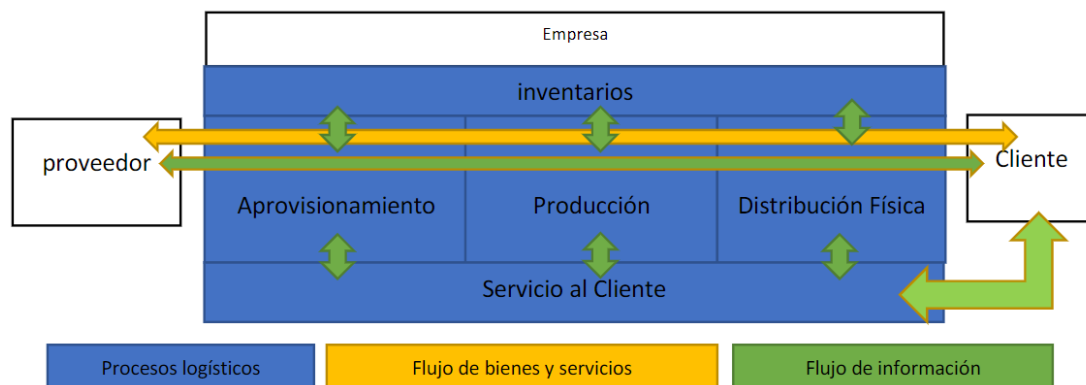 Empresa
inventarios
proveedor
Cliente
Aprovisionamiento
Producción
Distribución Física
Servicio al Cliente
Procesos logísticos
Flujo de bienes y servicios
Flujo de información